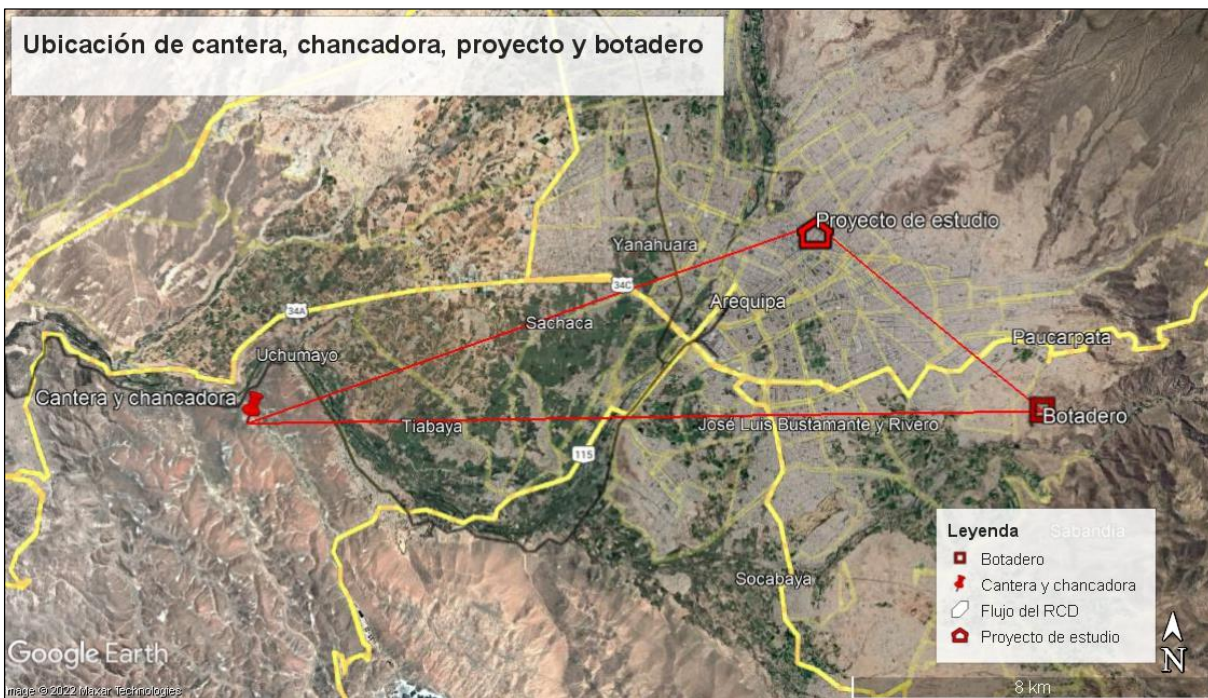 Ubicación de cantera, chancadora, proyecto y botadero
Proyecto de estudio
Yanahuara
34C
34A
Arequipa
Sachaca
Paucarpata
Uchumayo
Cantera y chancadora
Botadero
Tiabaya
José Luis Bustamante y Rivero
115
Leyenda
Sabandia
Botadero
Cantera y chancadora
Flujo del RCD
Proyecto de estudio
Socabaya
N
Google Earth
8 km
mage © 2022 Maxar Technologies